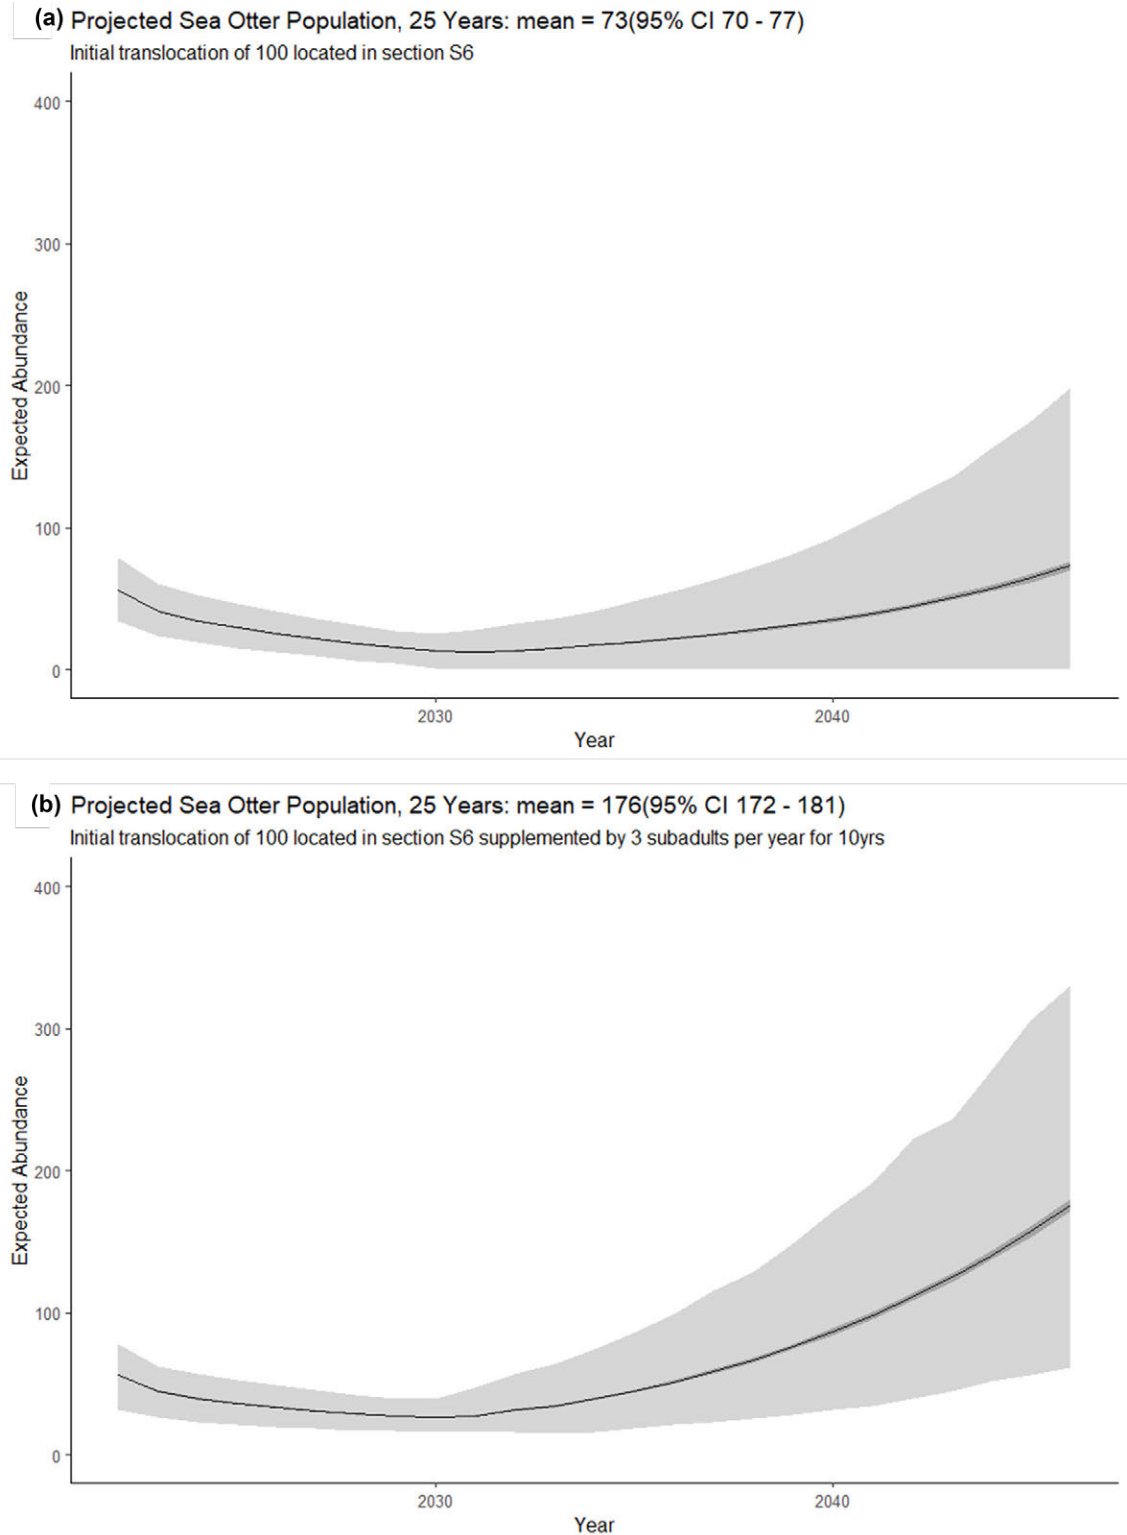 (a) Projected Sea Otter Population, 25 Years: mean = 73(95% CI 70 - 77)
Initial translocation of 100 located in section S6
400
300
200
100
0
Expected Abundance
2030
2040
Year
(b) Projected Sea Otter Population, 25 Years: mean = 176(95% CI 172 - 181)
Initial translocation of 100 located in section S6 supplemented by 3 subadults per year for 10yrs
400
300
200
100
0
Expected Abundance
2030
2040
Year